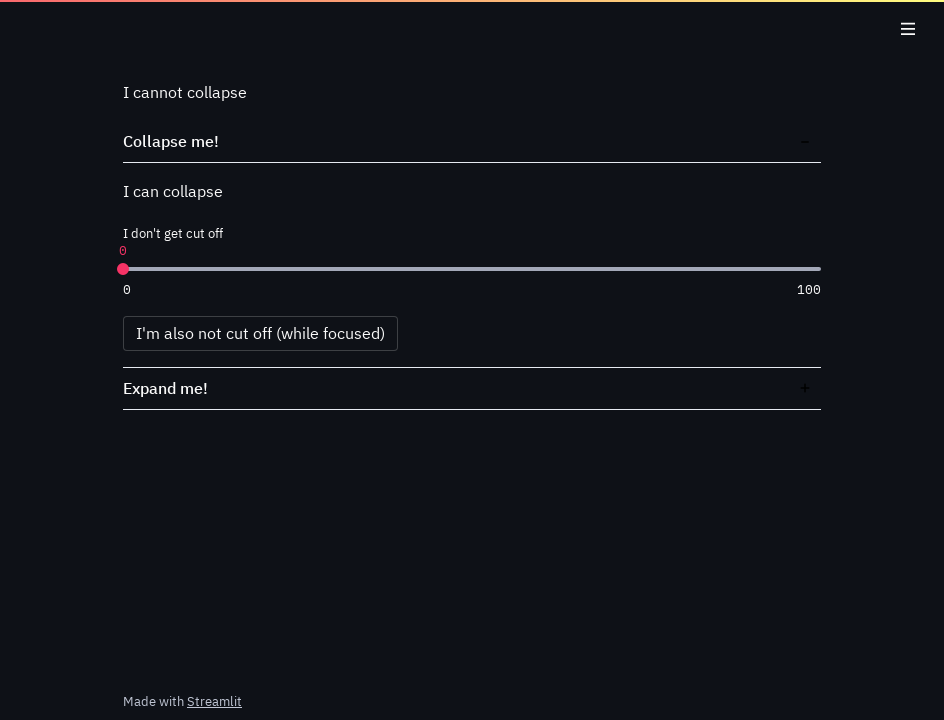 I cannot collapse
Collapse me!
I can collapse
I don't get cut off
0
0 100
I'm also not cut off (while focused)
Expand me!
Made with Streamlit